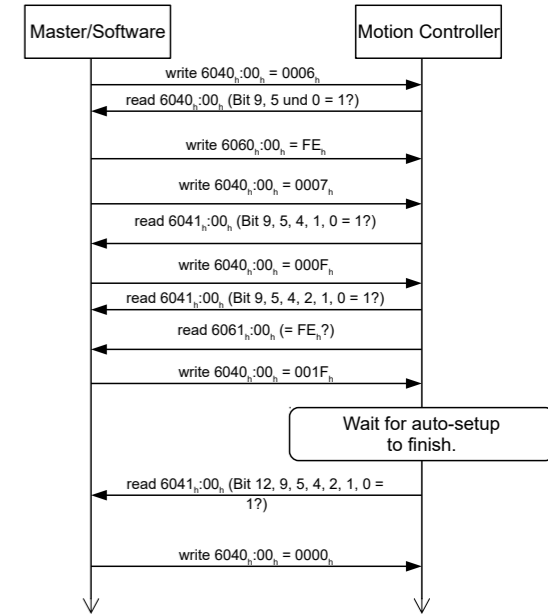 Master/Software
Motion Controller
write 6040ₕ:00ₕ = 0006ₕ
read 6040ₕ:00ₕ (Bit 9, 5 und 0 = 1?)
write 6060ₕ:00ₕ = FEₕ
write 6040ₕ:00ₕ = 0007ₕ
read 6041ₕ:00ₕ (Bit 9, 5, 4, 1, 0 = 1?)
write 6040ₕ:00ₕ = 000Fₕ
read 6041ₕ:00ₕ (Bit 9, 5, 4, 2, 1, 0 = 1?)
read 6061ₕ:00ₕ (= FEₕ?)
write 6040ₕ:00ₕ = 001Fₕ
Wait for auto-setup
to finish.
read 6041ₕ:00ₕ (Bit 12, 9, 5, 4, 2, 1, 0 =
1?)
write 6040ₕ:00ₕ = 0000ₕ